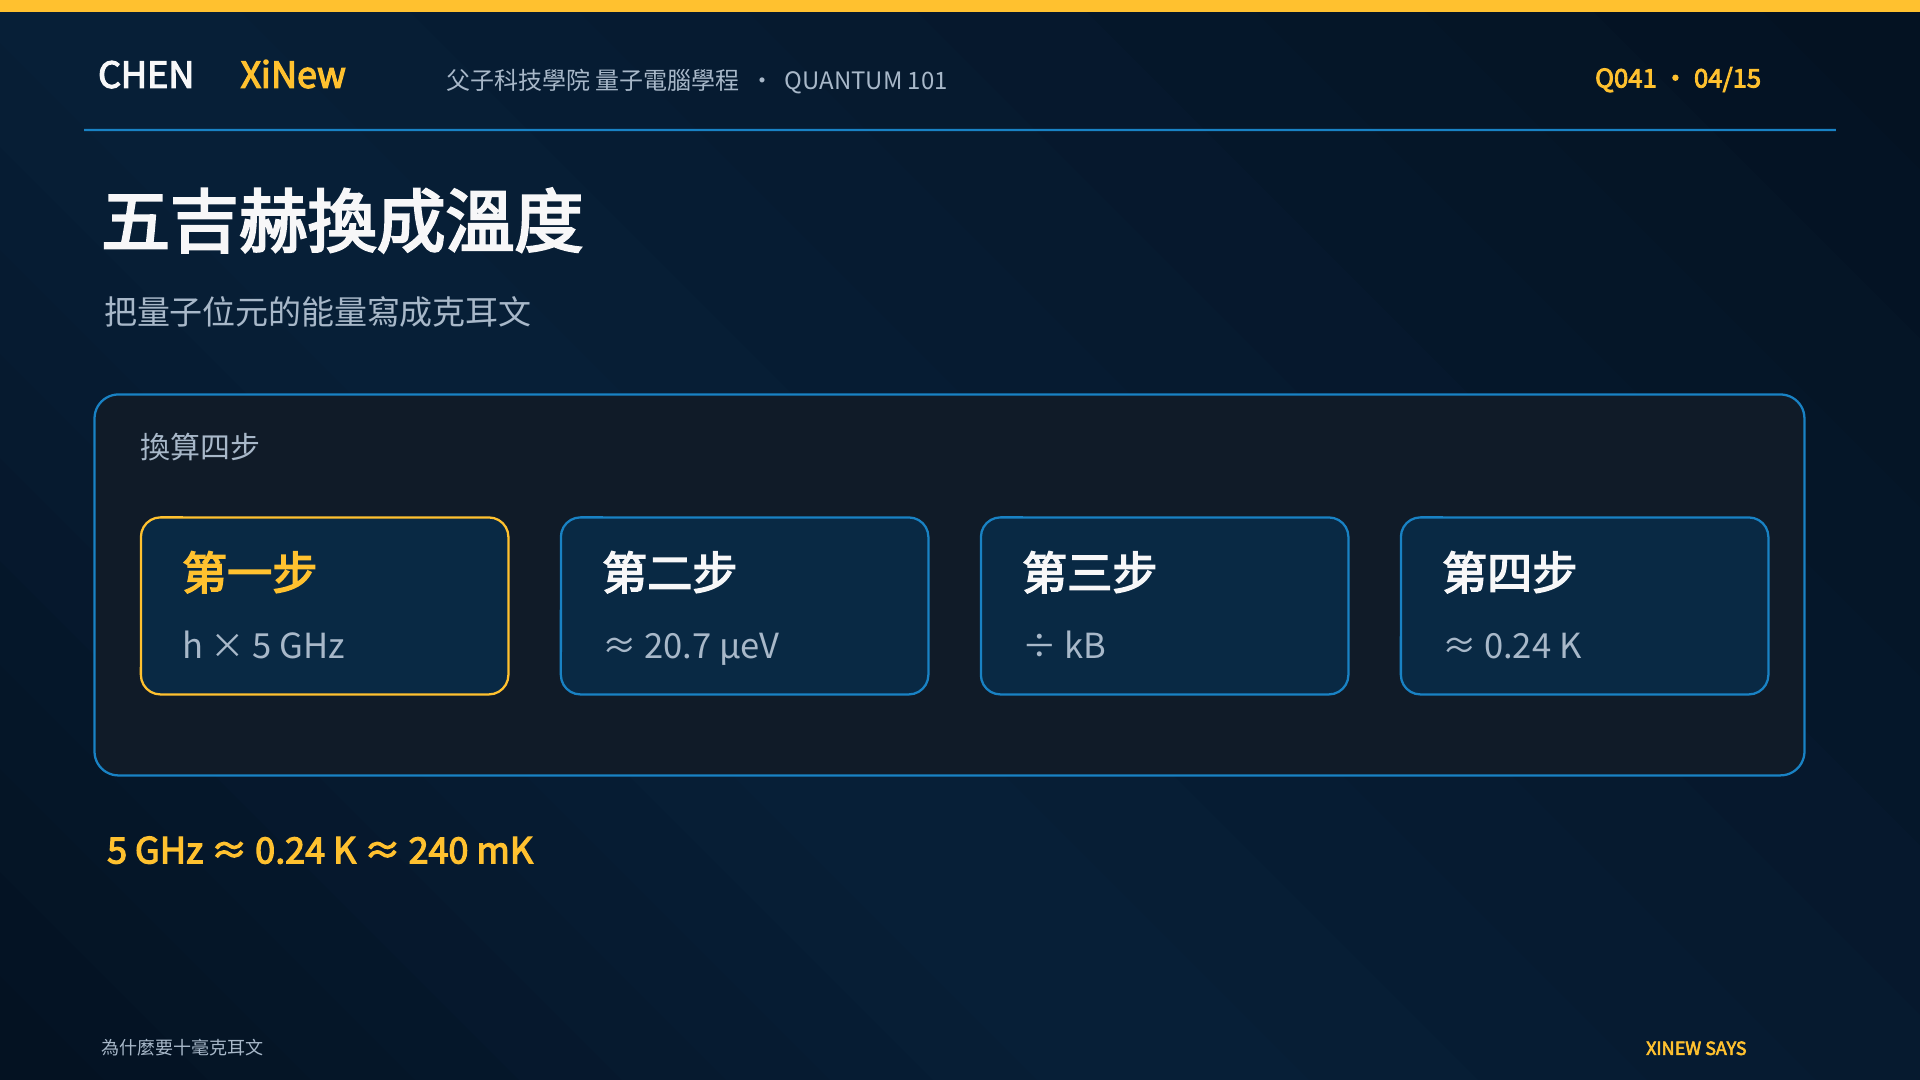 CHEN XiNew 父子科技學院 量子電腦學程 · QUANTUM 101 Q041 · 04/15
五吉赫換成溫度
把量子位元的能量寫成克耳文
換算四步
第一步
h × 5 GHz
第二步
≈ 20.7 μeV
第三步
÷ kB
第四步
≈ 0.24 K
5 GHz ≈ 0.24 K ≈ 240 mK
為什麼要十毫克耳文 XINEW SAYS